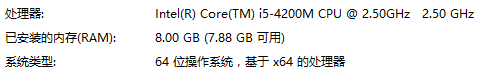 处理器: Intel(R) Core(TM) i5-4200M CPU @ 2.50GHz 2.50 GHz
已安装的内存(RAM): 8.00 GB (7.88 GB 可用)
系统类型: 64 位操作系统，基于 x64 的处理器